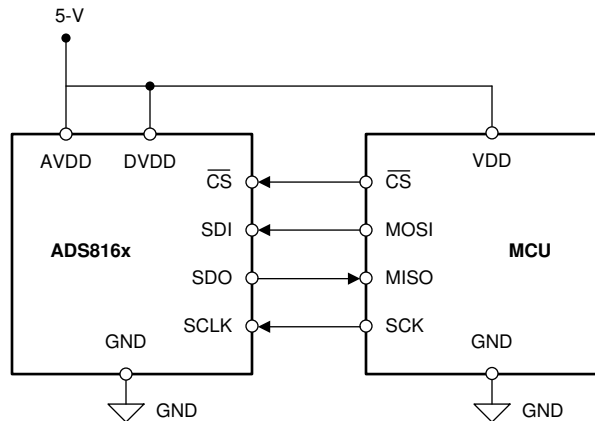 5-V
AVDD DVDD
VDD
CS CS
SDI MOSI
ADS816x
MCU
SDO MISO
SCLK SCK
GND GND
GND GND